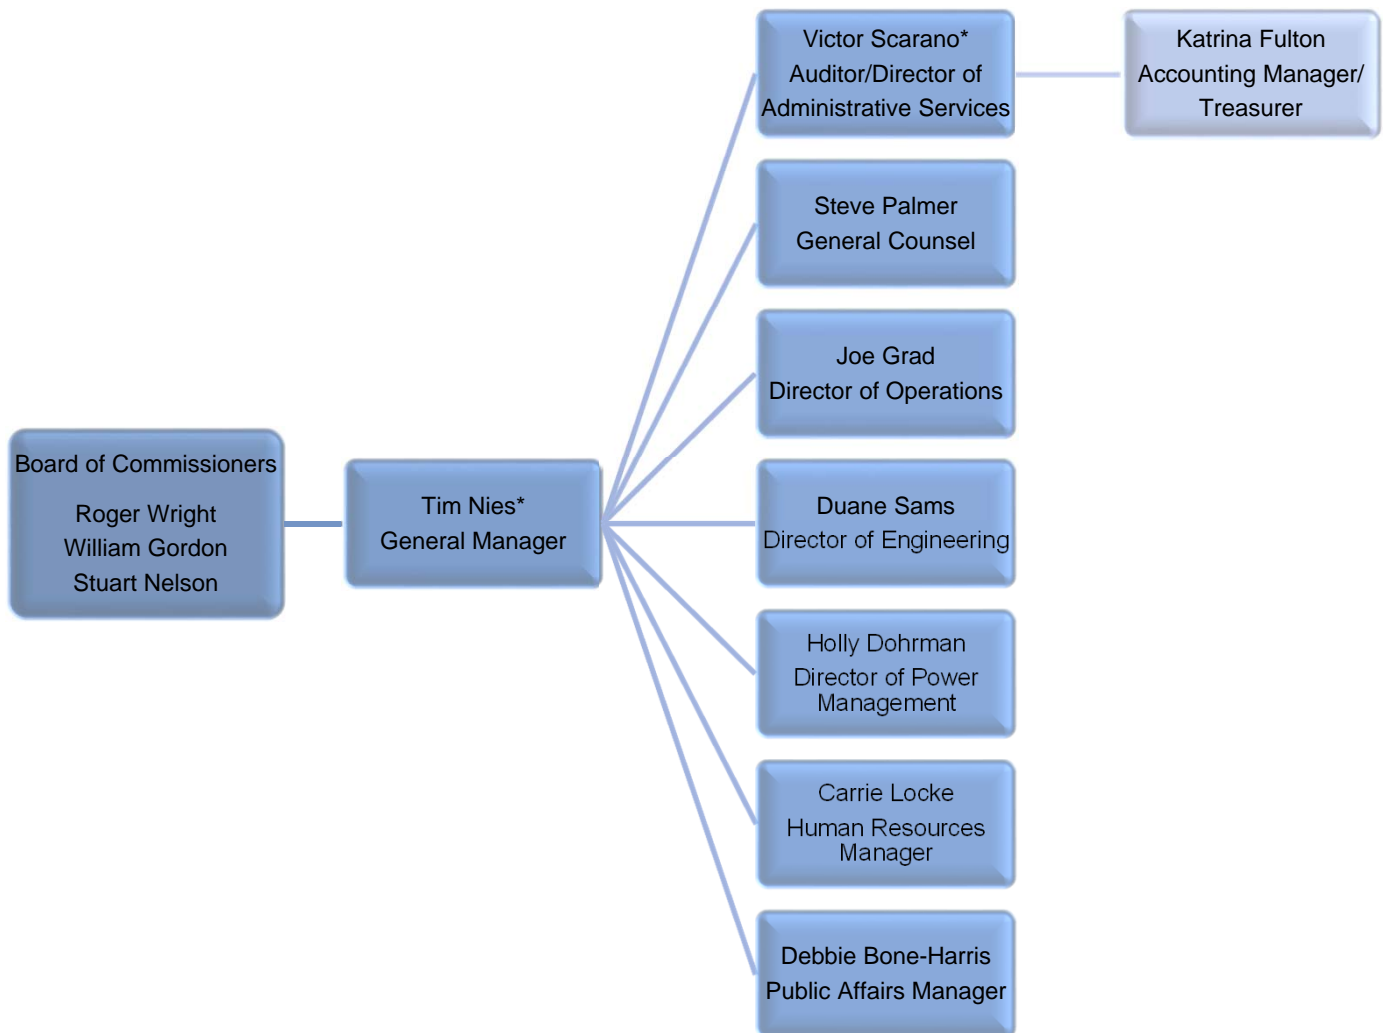 Board of Commissioners
Roger Wright
William Gordon
Stuart Nelson
Tim Nies*
General Manager
Victor Scarano*
Auditor/Director of
Administrative Services
Katrina Fulton
Accounting Manager/
Treasurer
Steve Palmer
General Counsel
Joe Grad
Director of Operations
Duane Sams
Director of Engineering
Holly Dohrman
Director of Power
Management
Carrie Locke
Human Resources
Manager
Debbie Bone-Harris
Public Affairs Manager